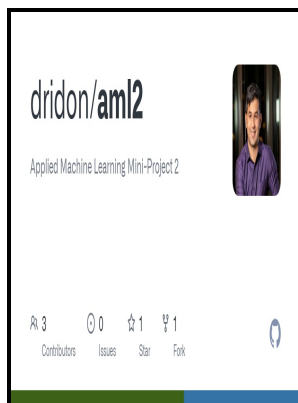 dridon/aml2
Applied Machine Learning Mini-Project 2
3 0 1 1
Contributors Issues Star Fork